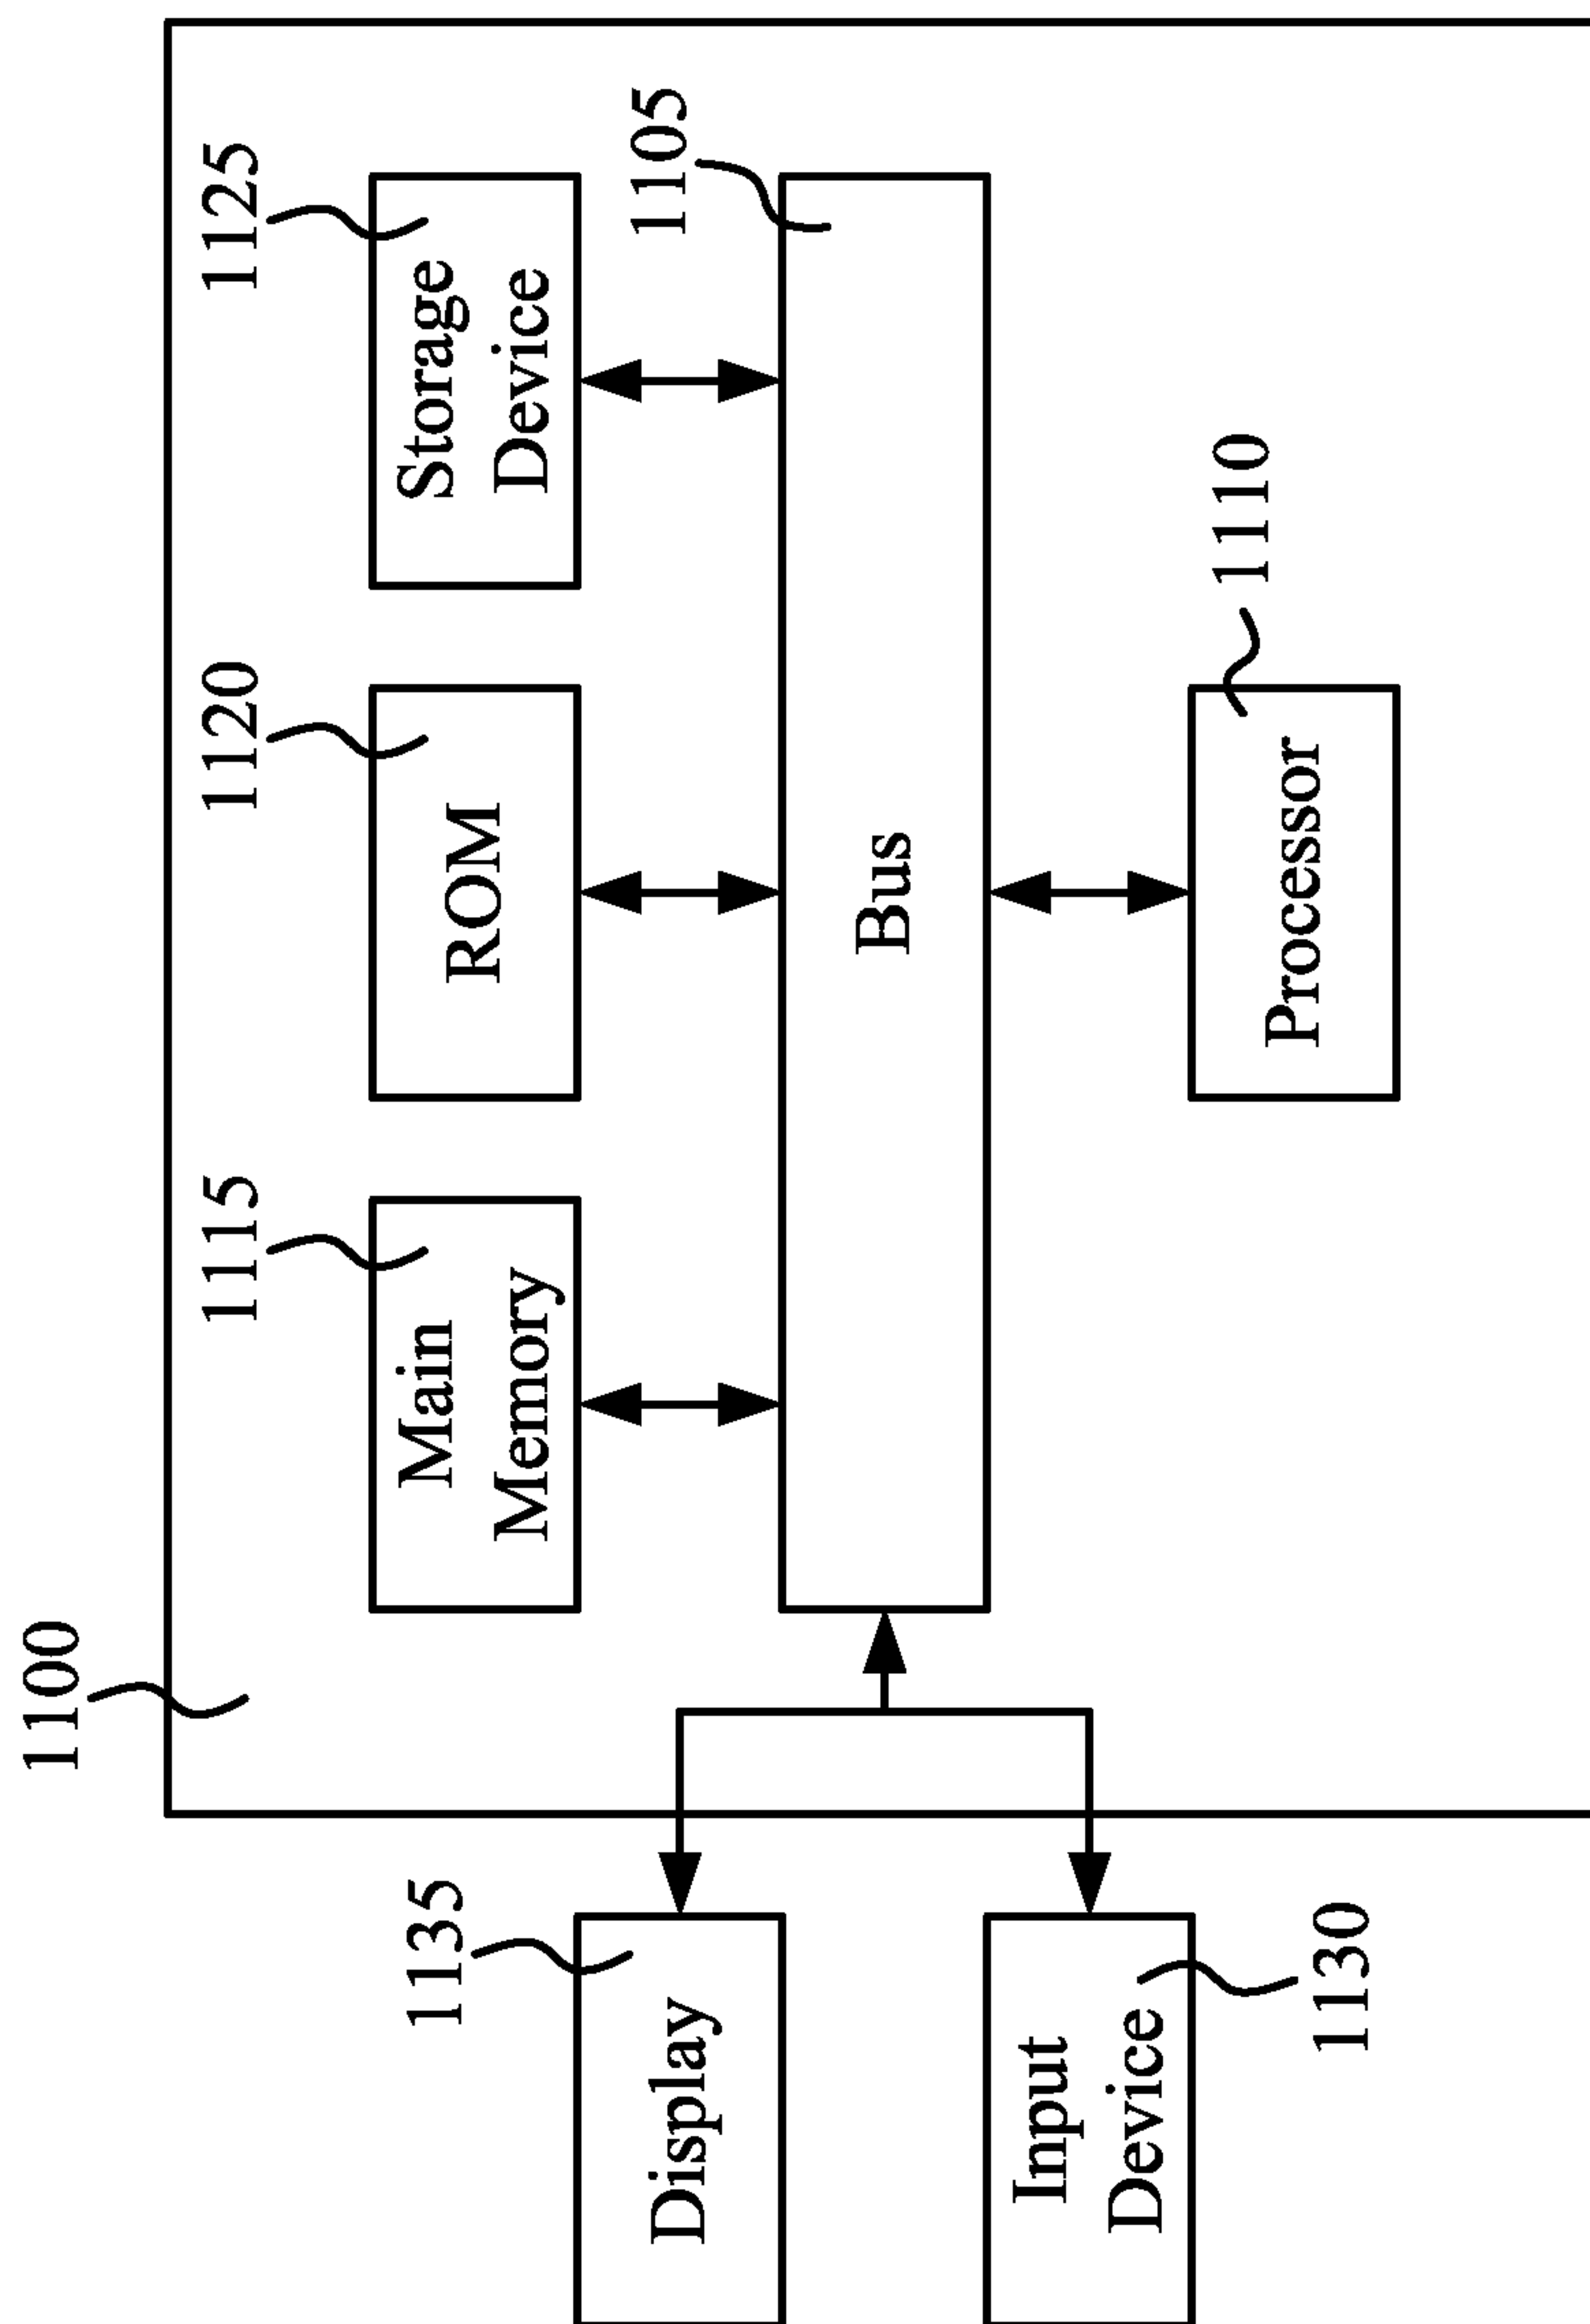 1100
1115
1120
1125
Main
Memory
ROM
Storage
Device
1135
1105
Display
Bus
Input
Device
Processor
1110
1130